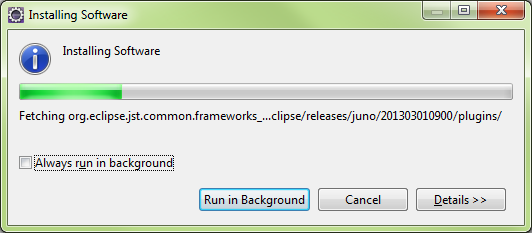 Installing Software
Installing Software
Fetching org.eclipse.jst.common.frameworks_...clipse/releases/juno/201303010900/plugins/
Always run in background
Run in Background
Cancel
Details >>